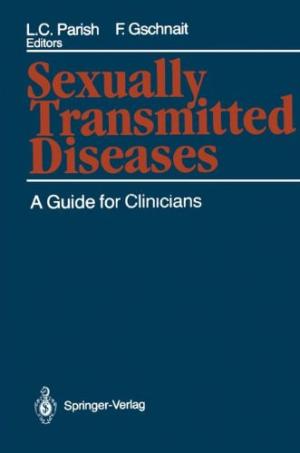 L.C. Parish F. Gschnait
Editors
Sexually
Transmitted
Diseases
A Guide for Clinicians
Springer-Verlag